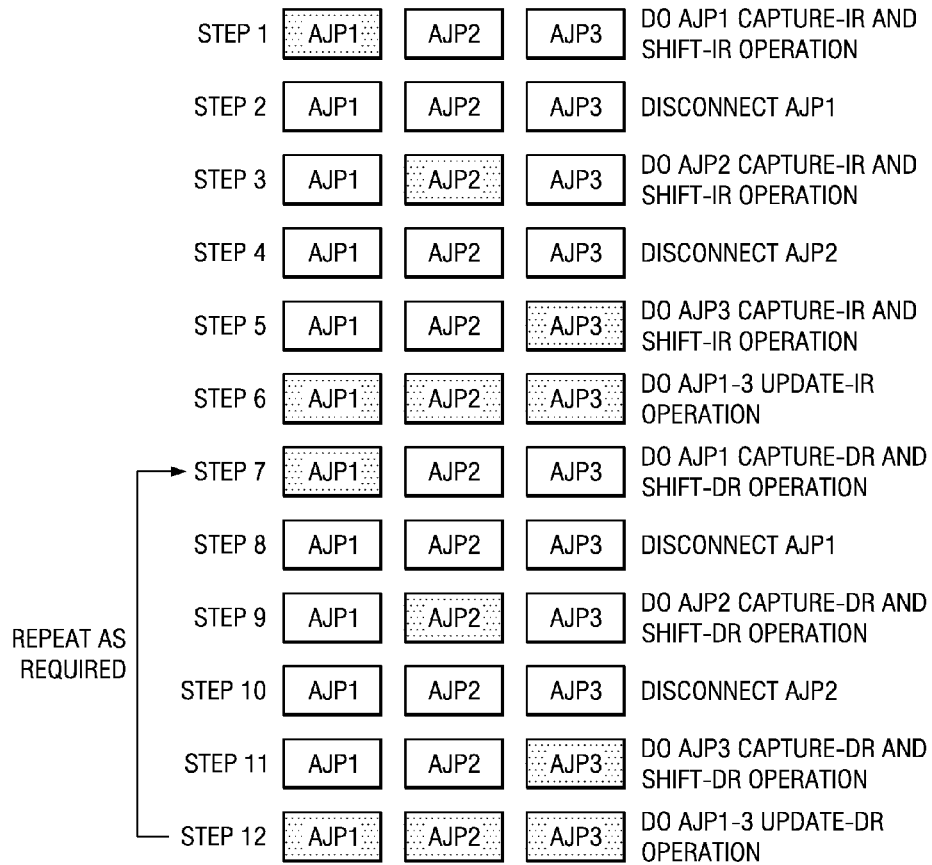 STEP 1 AJP1 AJP2 AJP3 DO AJP1 CAPTURE-IR AND
SHIFT-IR OPERATION
STEP 2 AJP1 AJP2 AJP3 DISCONNECT AJP1
STEP 3 AJP1 AJP2 AJP3 DO AJP2 CAPTURE-IR AND
SHIFT-IR OPERATION
STEP 4 AJP1 AJP2 AJP3 DISCONNECT AJP2
STEP 5 AJP1 AJP2 AJP3 DO AJP3 CAPTURE-IR AND
SHIFT-IR OPERATION
STEP 6 AJP1 AJP2 AJP3 DO AJP1-3 UPDATE-IR
OPERATION
STEP 7 AJP1 AJP2 AJP3 DO AJP1 CAPTURE-DR AND
SHIFT-DR OPERATION
STEP 8 AJP1 AJP2 AJP3 DISCONNECT AJP1
STEP 9 AJP1 AJP2 AJP3 DO AJP2 CAPTURE-DR AND
SHIFT-DR OPERATION
REPEAT AS
REQUIRED
STEP 10 AJP1 AJP2 AJP3 DISCONNECT AJP2
STEP 11 AJP1 AJP2 AJP3 DO AJP3 CAPTURE-DR AND
SHIFT-DR OPERATION
STEP 12 AJP1 AJP2 AJP3 DO AJP1-3 UPDATE-DR
OPERATION